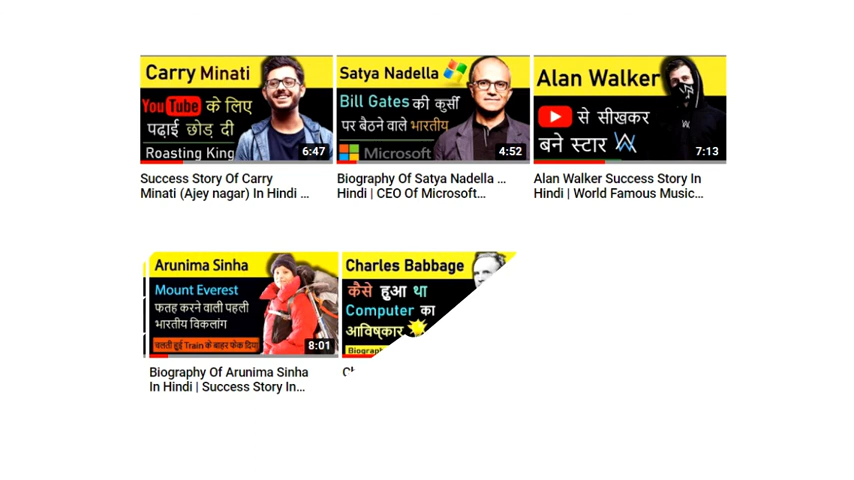 Carry Minati
YouTube के लिए
पढ़ाई छोड़ दी
Roasting King
6:47
Success Story Of Carry
Minati (Ajey nagar) In Hindi ...
Satya Nadella
Bill Gates की कुर्सी
पर बैठने वाले भारतीय
Microsoft
4:52
Biography Of Satya Nadella ...
Hindi | CEO Of Microsoft...
Alan Walker
से सीखकर
बने स्टार
7:13
Alan Walker Success Story In
Hindi | World Famous Music...
Arunima Sinha
Mount Everest
फतह करने वाली पहली
भारतीय विकलांग
चलती हुई Train के बाहर फेक दिया
8:01
Biography Of Arunima Sinha
In Hindi | Success Story In...
Charles Babbage
कैसे हुआ था
Computer का
आविष्कार
Biograph